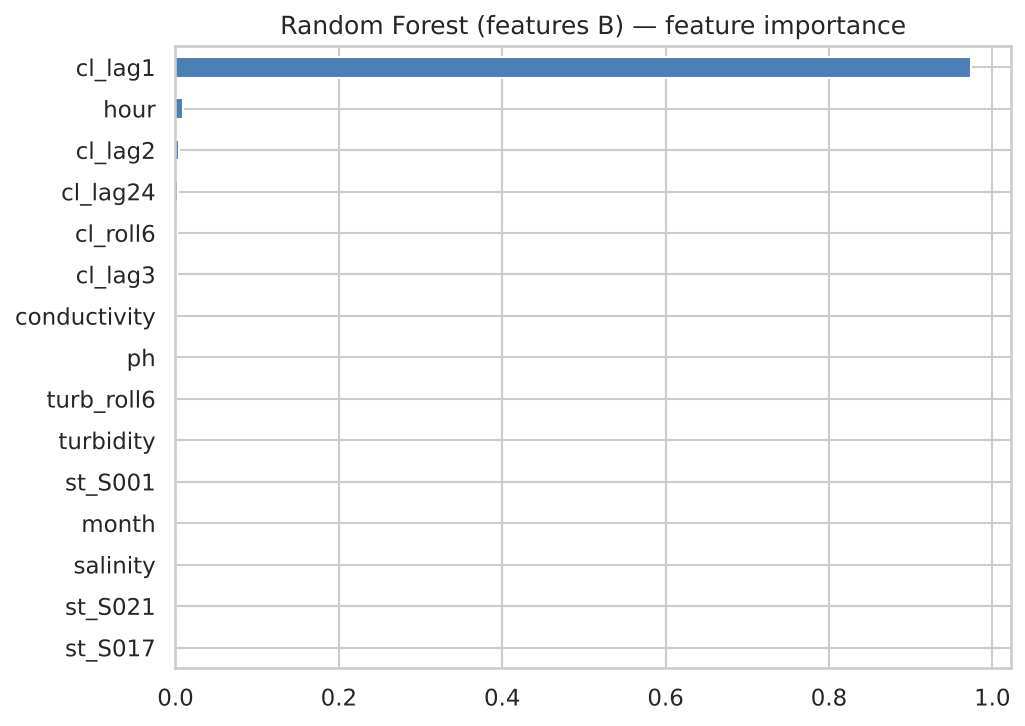 Random Forest (features B) — feature importance
cl_lag1
hour
cl_lag2
cl_lag24
cl_roll6
cl_lag3
conductivity
ph
turb_roll6
turbidity
st_S001
month
salinity
st_S021
st_S017
0.0 0.2 0.4 0.6 0.8 1.0